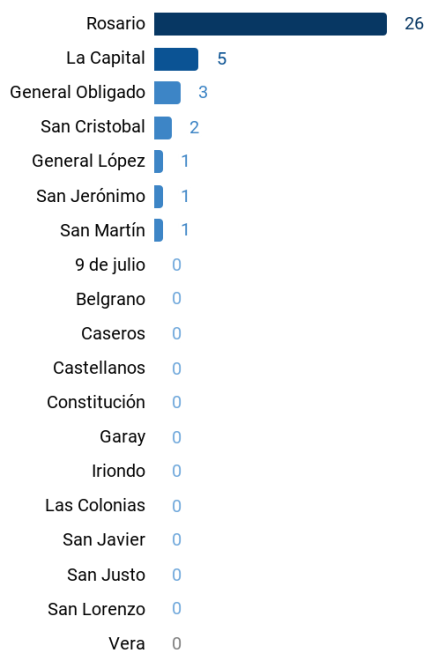 Rosario 26
La Capital 5
General Obligado 3
San Cristobal 2
General López 1
San Jerónimo 1
San Martín 1
9 de julio 0
Belgrano 0
Caseros 0
Castellanos 0
Constitución 0
Garay 0
Iriondo 0
Las Colonias 0
San Javier 0
San Justo 0
San Lorenzo 0
Vera 0